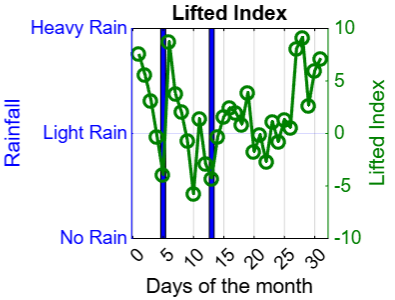 Lifted Index
Heavy Rain
Light Rain
No Rain
Rainfall
10
5
0
-5
-10
Lifted Index
0 5 10 15 20 25 30
Days of the month